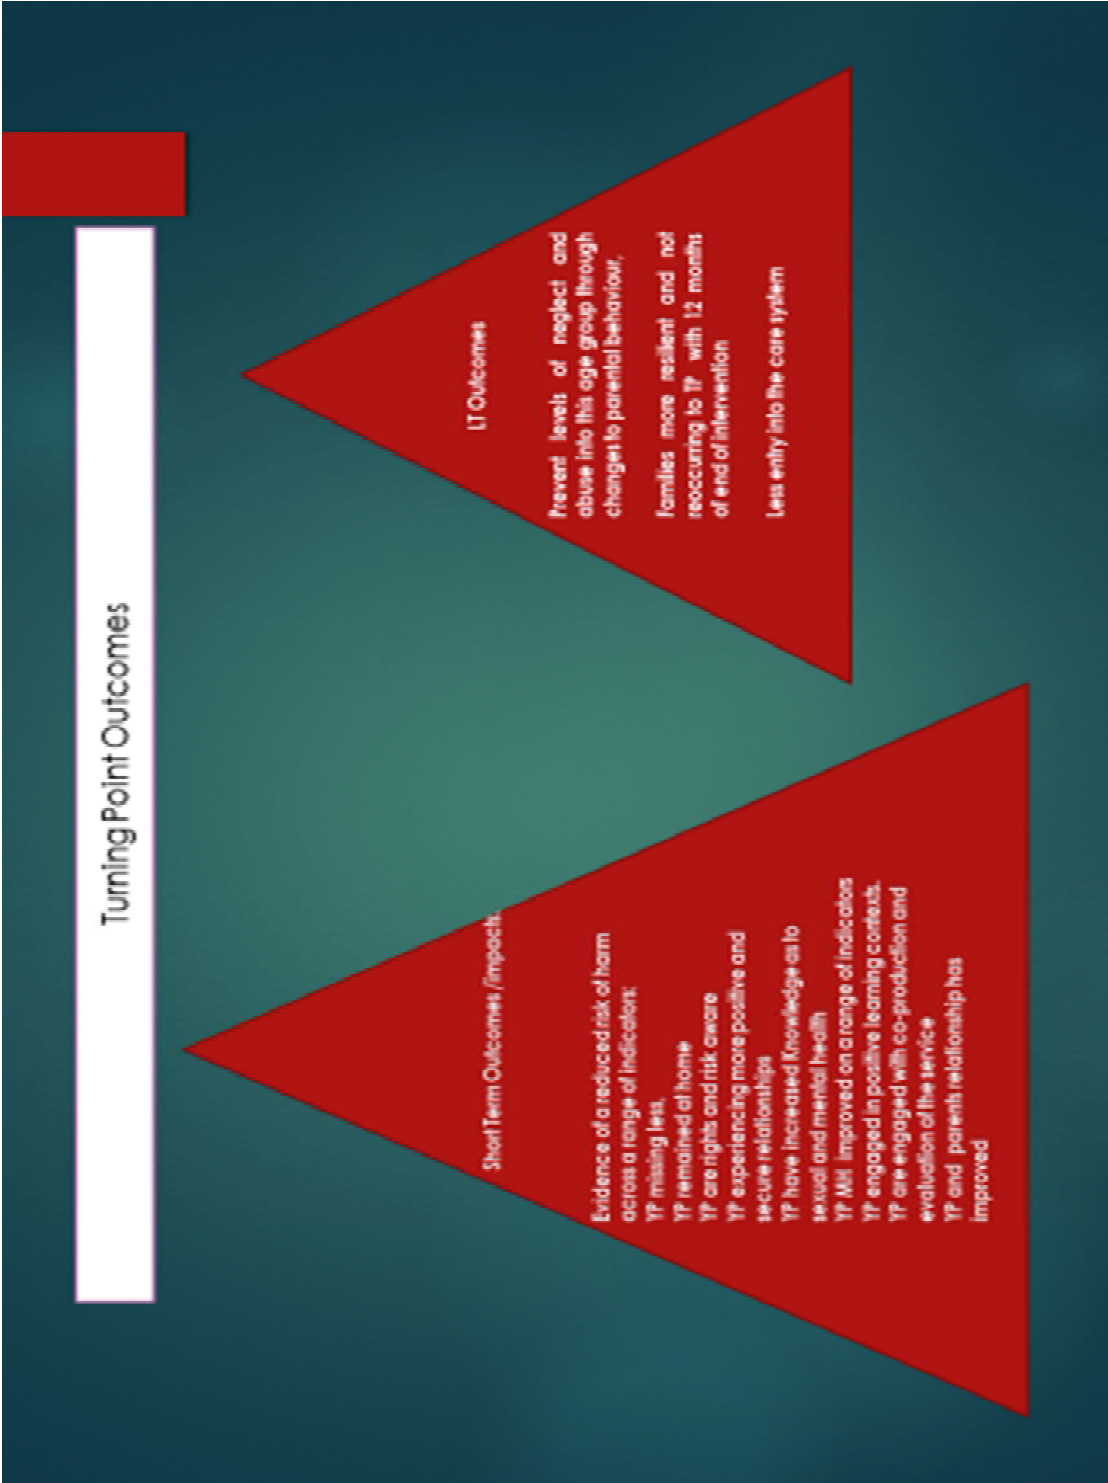 Turning Point Outcomes
Short Term Outcomes /impacts.
Evidence of a reduced risk of harm
across a range of indicators:
YP missing less,
YP remained at home
YP are rights and risk aware
YP experiencing more positive and
secure relationships
YP have increased Knowledge as to
sexual and mental health
YP improved on a range of indicators
YP engaged in positive learning contexts.
YP are engaged with co-production and
evaluation of the service
YP and parents relationship has
improved
LT Outcomes
Prevent levels of neglect and
abuse into this age group through
changes to parental behaviour,
Families more resilient and not
reoccurring to TP with 12 months
of end of intervention
Less entry into the care system